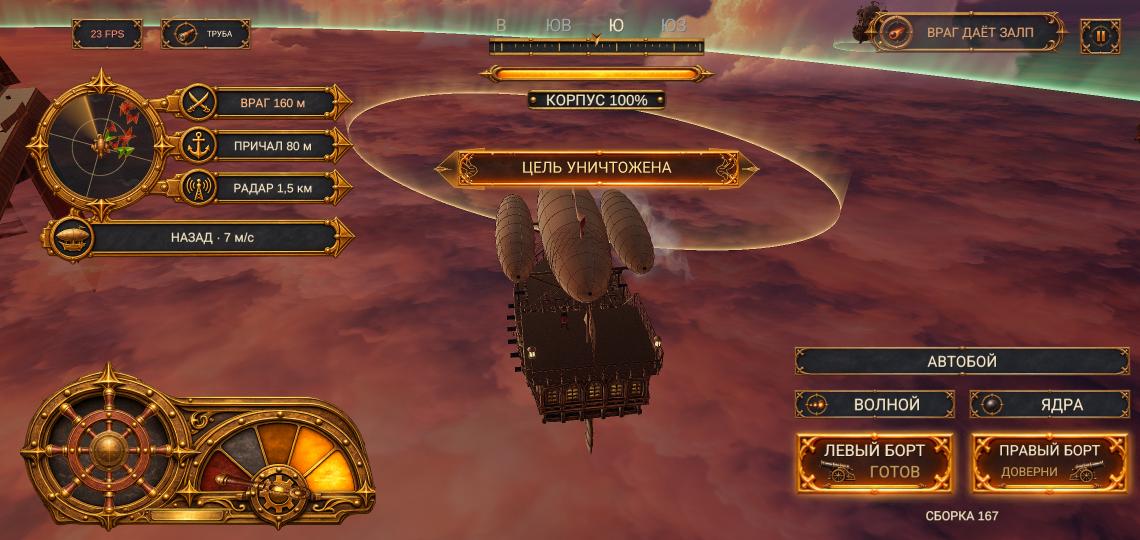 23 FPS
ТРУБА
В ЮВ Ю ЮЗ
ВРАГ ДАЁТ ЗАЛП
КОРПУС 100%
ВРАГ 160 м
ПРИЧАЛ 80 м
РАДАР 1,5 км
НАЗАД · 7 м/с
ЦЕЛЬ УНИЧТОЖЕНА
АВТОБОЙ
ВОЛНОЙ
ЯДРА
ЛЕВЫЙ БОРТ
ГОТОВ
ПРАВЫЙ БОРТ
ДОВЕРНИ
СБОРКА 167